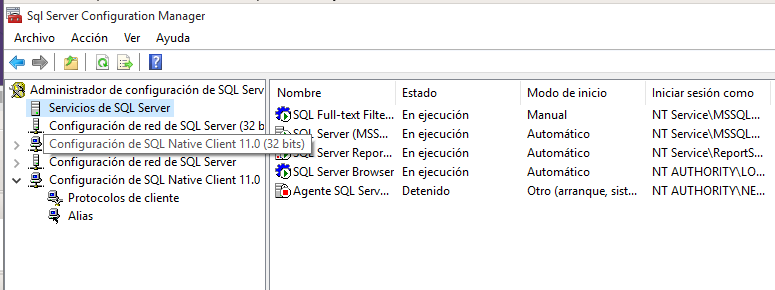 Sql Server Configuration Manager
Archivo Acción Ver Ayuda
Administrador de configuración de SQL Serv
Servicios de SQL Server
Configuración de red de SQL Server (32 b
Configuración de SQL Native Client 11.0 (32 bits)
Configuración de red de SQL Server
Configuración de SQL Native Client 11.0
Protocolos de cliente
Alias
Nombre Estado Modo de inicio Iniciar sesión como
SQL Full-text Filte... En ejecución Manual NT Service\MSSQL...
SQL Server (MSS... En ejecución Automático NT Service\MSSQL...
SQL Server Repor... En ejecución Automático NT Service\ReportS...
SQL Server Browser En ejecución Automático NT AUTHORITY\LO...
Agente SQL Serv... Detenido Otro (arranque, sist... NT AUTHORITY\NE...